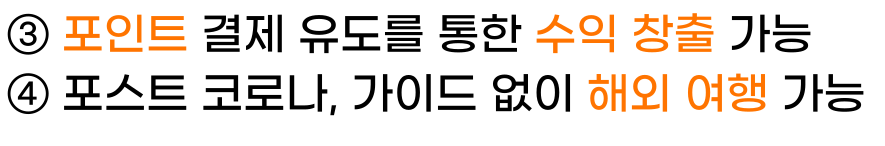 ③ 포인트 결제 유도를 통한 수익 창출 가능
④ 포스트 코로나, 가이드 없이 해외 여행 가능